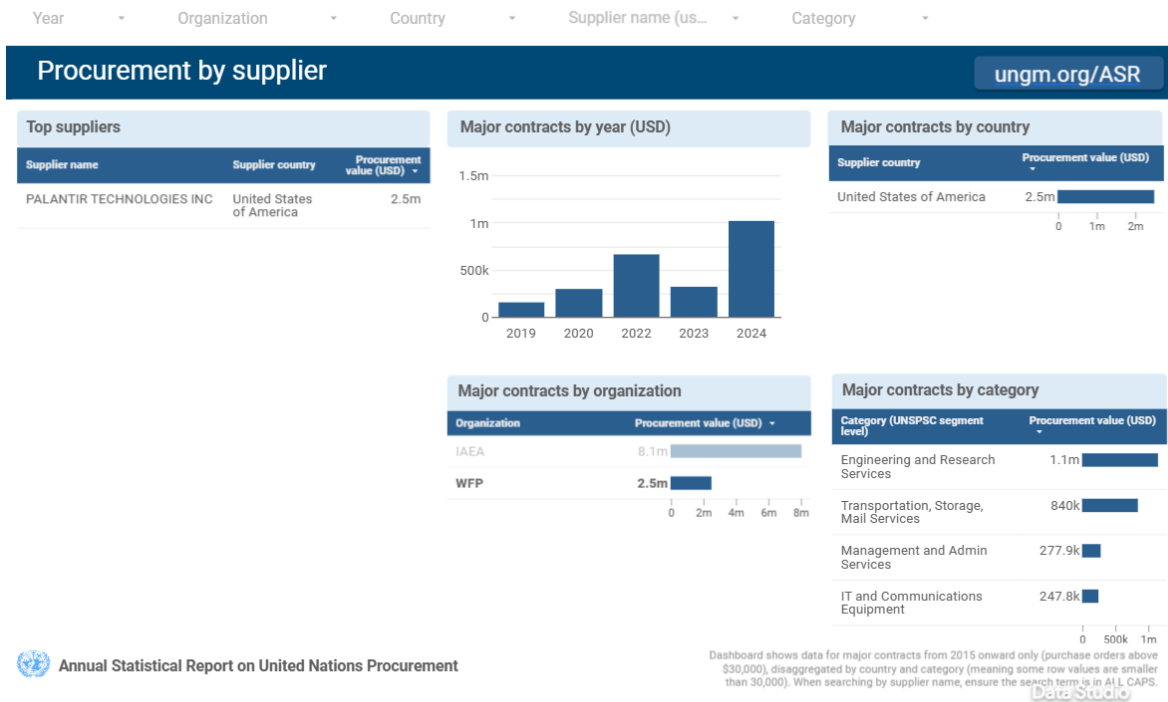 Year
Organization
Country
Supplier name (us...
Category
Procurement by supplier
ungm.org/ASR
Top suppliers
Supplier name
Supplier country
Procurement
value (USD)
PALANTIR TECHNOLOGIES INC
United States
of America
2.5m
Major contracts by year (USD)
1.5m
1m
500k
0
2019 2020 2022 2023 2024
Major contracts by country
Supplier country
Procurement value (USD)
United States of America
2.5m
0 1m 2m
Major contracts by organization
Organization
Procurement value (USD)
IAEA
8.1m
WFP
2.5m
0 2m 4m 6m 8m
Major contracts by category
Category (UNSPSC segment
level)
Procurement value (USD)
Engineering and Research
Services
1.1m
Transportation, Storage,
Mail Services
840k
Management and Admin
Services
277.9k
IT and Communications
Equipment
247.8k
0 500k 1m
Annual Statistical Report on United Nations Procurement
Dashboard shows data for major contracts from 2015 onward only (purchase orders above
$30,000), disaggregated by country and category (meaning some row values are smaller
than 30,000). When searching by supplier name, ensure the search term is in ALL CAPS.
Data Studio